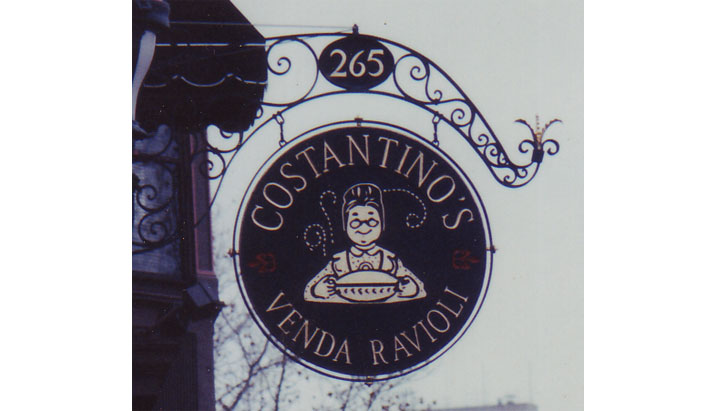 265
COSTANTINO'S
VENDA RAVIOLI